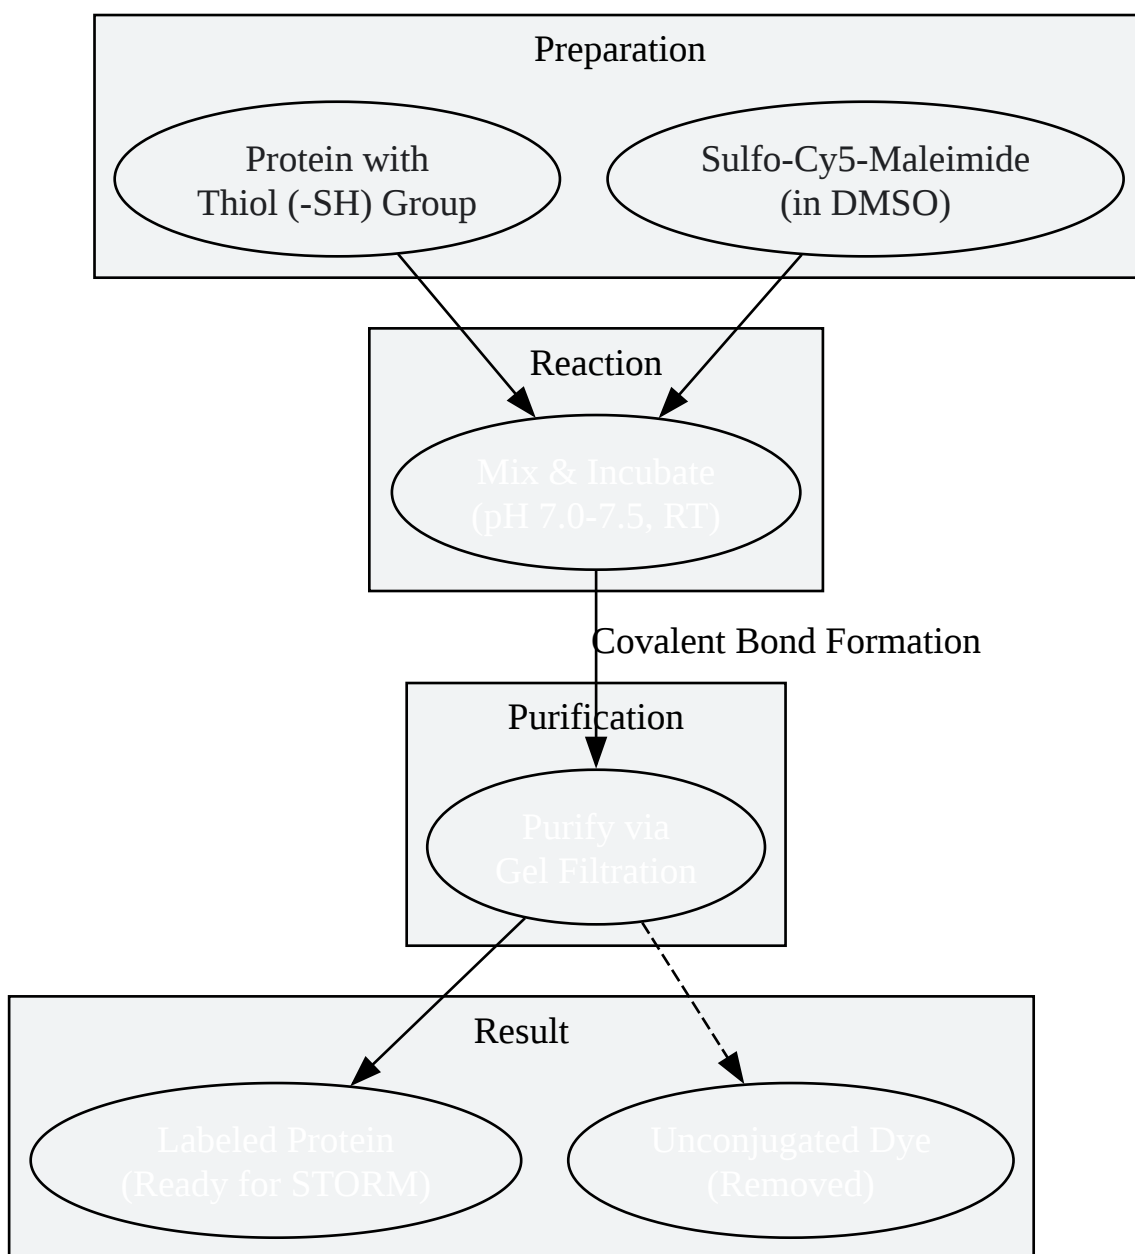 Preparation
Protein with
Thiol (-SH) Group
Sulfo-Cy5-Maleimide
(in DMSO)
Reaction
Mix & Incubate
(pH 7.0-7.5, RT)
Covalent Bond Formation
Purification
Purify via
Gel Filtration
Result
Labeled Protein
(Ready for STORM)
Unconjugated Dye
(Removed)